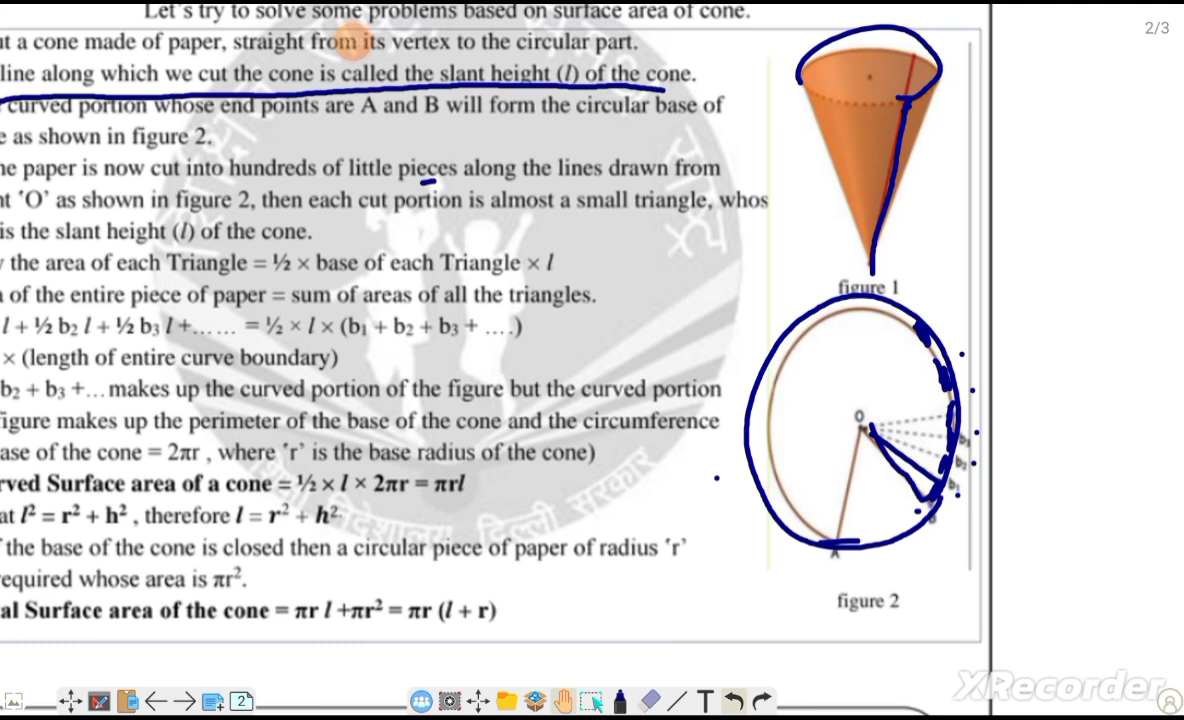 Let's try to solve some problems based on surface area of cone.
2/3
ut a cone made of paper, straight from its vertex to the circular part.
line along which we cut the cone is called the slant height (l) of the cone.
curved portion whose end points are A and B will form the circular base of
e as shown in figure 2.
he paper is now cut into hundreds of little pieces along the lines drawn from
nt 'O' as shown in figure 2, then each cut portion is almost a small triangle, whos
is the slant height (l) of the cone.
the area of each Triangle = ½ × base of each Triangle × l
figure 1
of the entire piece of paper = sum of areas of all the triangles.
l + ½ b₂ l + ½ b₃ l +…… = ½ × l × (b₁ + b₂ + b₃ + ….)
× (length of entire curve boundary)
b₂ + b₃ +…makes up the curved portion of the figure but the curved portion
figure makes up the perimeter of the base of the cone and the circumference
ase of the cone = 2πr , where 'r' is the base radius of the cone)
rved Surface area of a cone = ½ × l × 2πr = πrl
at l² = r² + h² , therefore l = r² + h²
the base of the cone is closed then a circular piece of paper of radius 'r'
equired whose area is πr².
al Surface area of the cone = πr l +πr² = πr (l + r)
O
b₃
b₂
b₁
B
A
figure 2
XRecorder
2
T